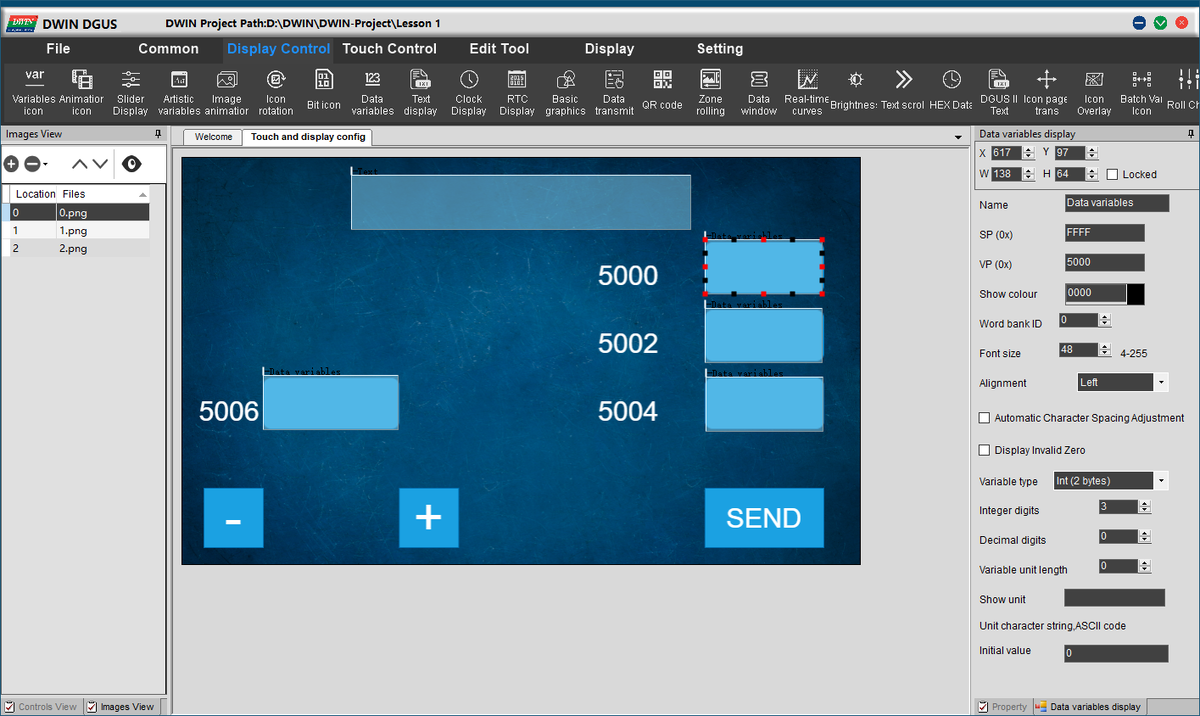 DWIN DWIN DGUS DWIN Project Path:D:\DWIN\DWIN-Project\Lesson 1
File Common Display Control Touch Control Edit Tool Display Setting
var
Variables icon
Animatior icon
Slider Display
Artistic variables
Image animatior
Icon rotation
Bit icon
123
Data variables
Text display
Clock Display
RTC Display
Basic graphics
Data transmit
QR code
Zone rolling
Data window
Real-time curves
Brightnes:
Text scrol
HEX Data
DGUS II Text
Icon page trans
Icon Overlay
Batch Vai Icon
Roll Ch
Images View
Welcome Touch and display config
Location Files
0 0.png
1 1.png
2 2.png
Text
Data variables
5000
Data variables
5002
Data variables
5004
Data variables
5006
- + SEND
Data variables display
X 617 Y 97
W 138 H 64 Locked
Name Data variables
SP (0x) FFFF
VP (0x) 5000
Show colour 0000
Word bank ID 0
Font size 48 4-255
Alignment Left
Automatic Character Spacing Adjustment
Display Invalid Zero
Variable type Int (2 bytes)
Integer digits 3
Decimal digits 0
Variable unit length 0
Show unit
Unit character string,ASCII code
Initial value 0
Controls View Images View
Property Data variables display